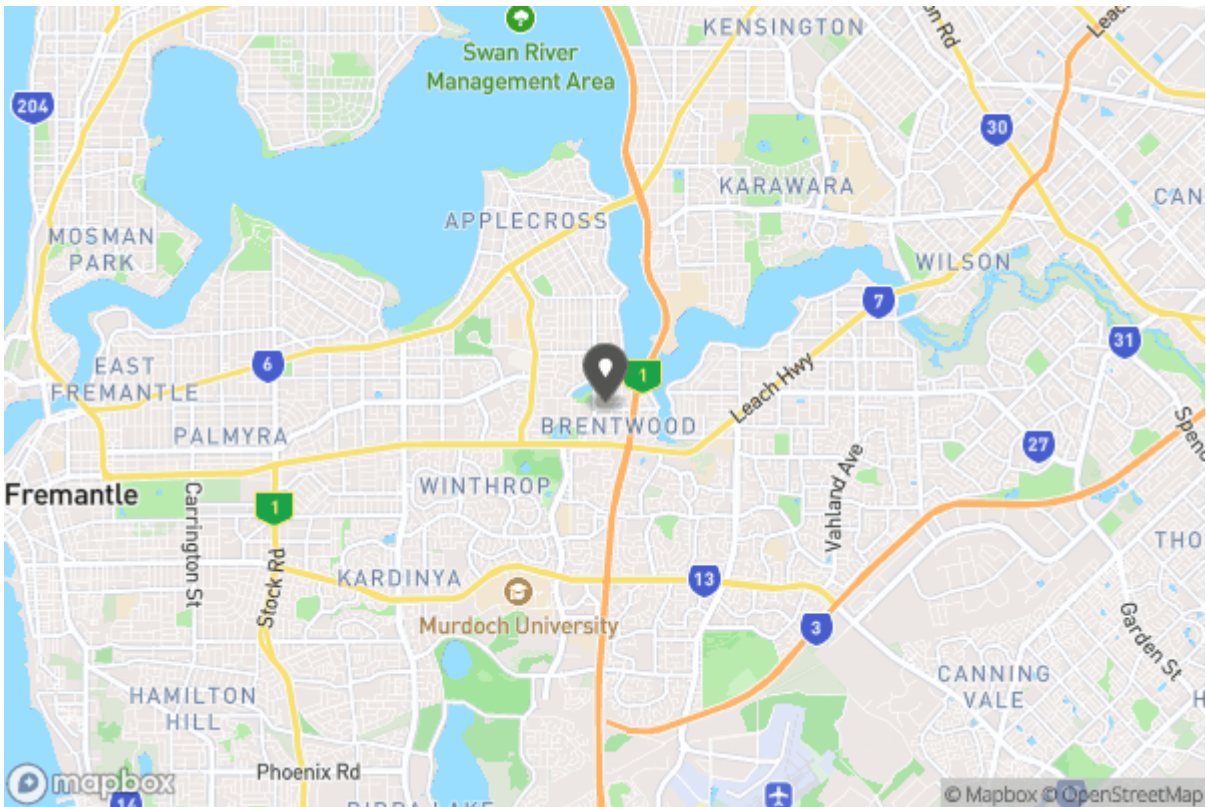 KENSINGTON
on Rd
Leach
Swan River
Management Area
204
30
KARAWARA
CAN
APPLECROSS
MOSMAN
PARK
WILSON
7
31
6
EAST
FREMANTLE
1
Leach Hwy
BRENTWOOD
PALMYRA
27
Fremantle
WINTHROP
Carrington St
1
Vahland Ave
Stock Rd
KARDINYA
13
THO
Murdoch University
3
Garden St
HAMILTON
HILL
CANNING
VALE
H
Phoenix Rd
mapbox
14
© Mapbox © OpenStreetMap